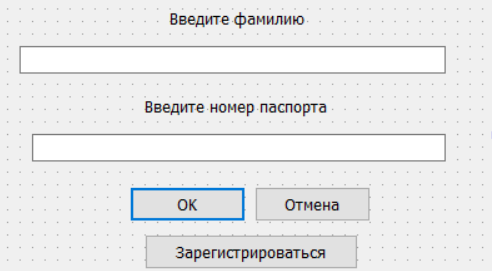 Введите фамилию
Введите номер паспорта
OK Отмена
Зарегистрироваться